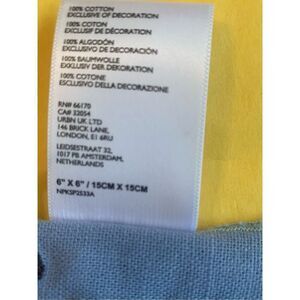 100% COTTON
EXCLUSIVE OF DECORATION
100% COTON
EXCLUSIF DE DÉCORATION
100% ALGODÓN
EXCLUSIVO DE DECORACIÓN
100% BAUMWOLLE
EXKLUSIV DER DEKORATION
100% COTONE
ESCLUSIVO DELLA DECORAZIONE
RN# 66170
CA# 32054
URBN UK LTD
146 BRICK LANE,
LONDON, E1 6RU
LEIDSESTRAAT 32,
1017 PB AMSTERDAM,
NETHERLANDS
6" X 6" / 15CM X 15CM
NPKSP2533A